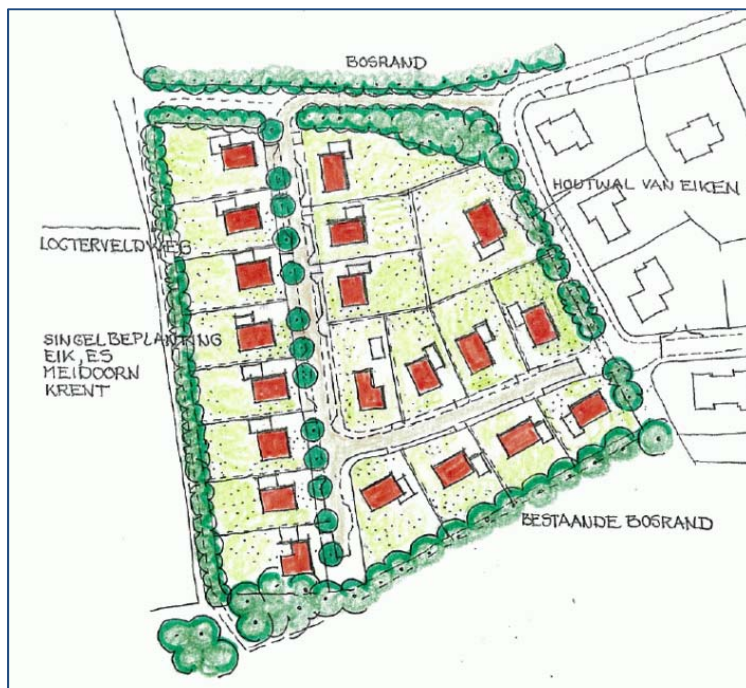 BOSRAND
HOUTWAL VAN EIKEN
LOGTERVELDWEG
SINGELBEPLANTING
EIK, ES
MEIDOORN
KRENT
BESTAANDE BOSRAND